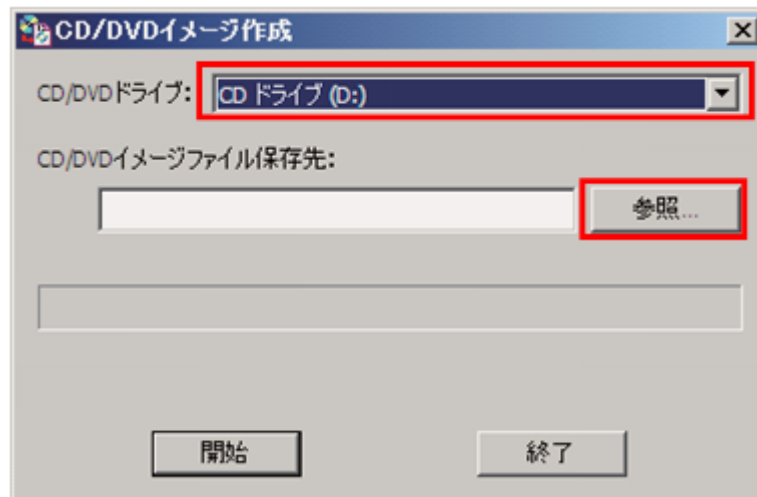 CD/DVDイメージ作成
CD/DVDドライブ: CD ドライブ (D:)
CD/DVDイメージファイル保存先:
参照...
開始 終了